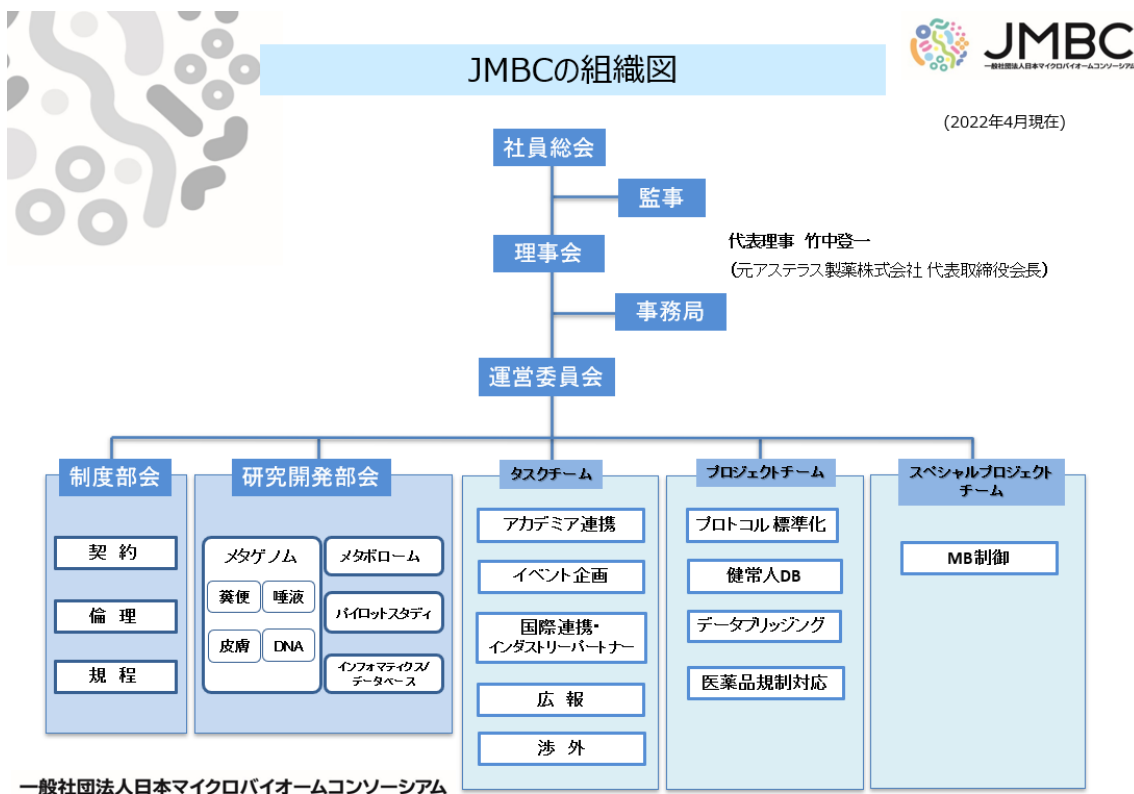 JMBCの組織図
JMBC
一般社団法人日本マイクロバイオームコンソーシアム
(2022年4月現在)
社員総会
監事
理事会
代表理事 竹中登一
(元アステラス製薬株式会社 代表取締役会長)
事務局
運営委員会
制度部会
契 約
倫 理
規 程
研究開発部会
メタゲノム
糞便
唾液
皮膚
DNA
メタボローム
パイロットスタディ
インフォマティクス/
データベース
タスクチーム
アカデミア連携
イベント企画
国際連携・
インダストリーパートナー
広 報
渉 外
プロジェクトチーム
プロトコル標準化
健常人DB
データブリッジング
医薬品規制対応
スペシャルプロジェクト
チーム
MB制御
一般社団法人日本マイクロバイオームコンソーシアム